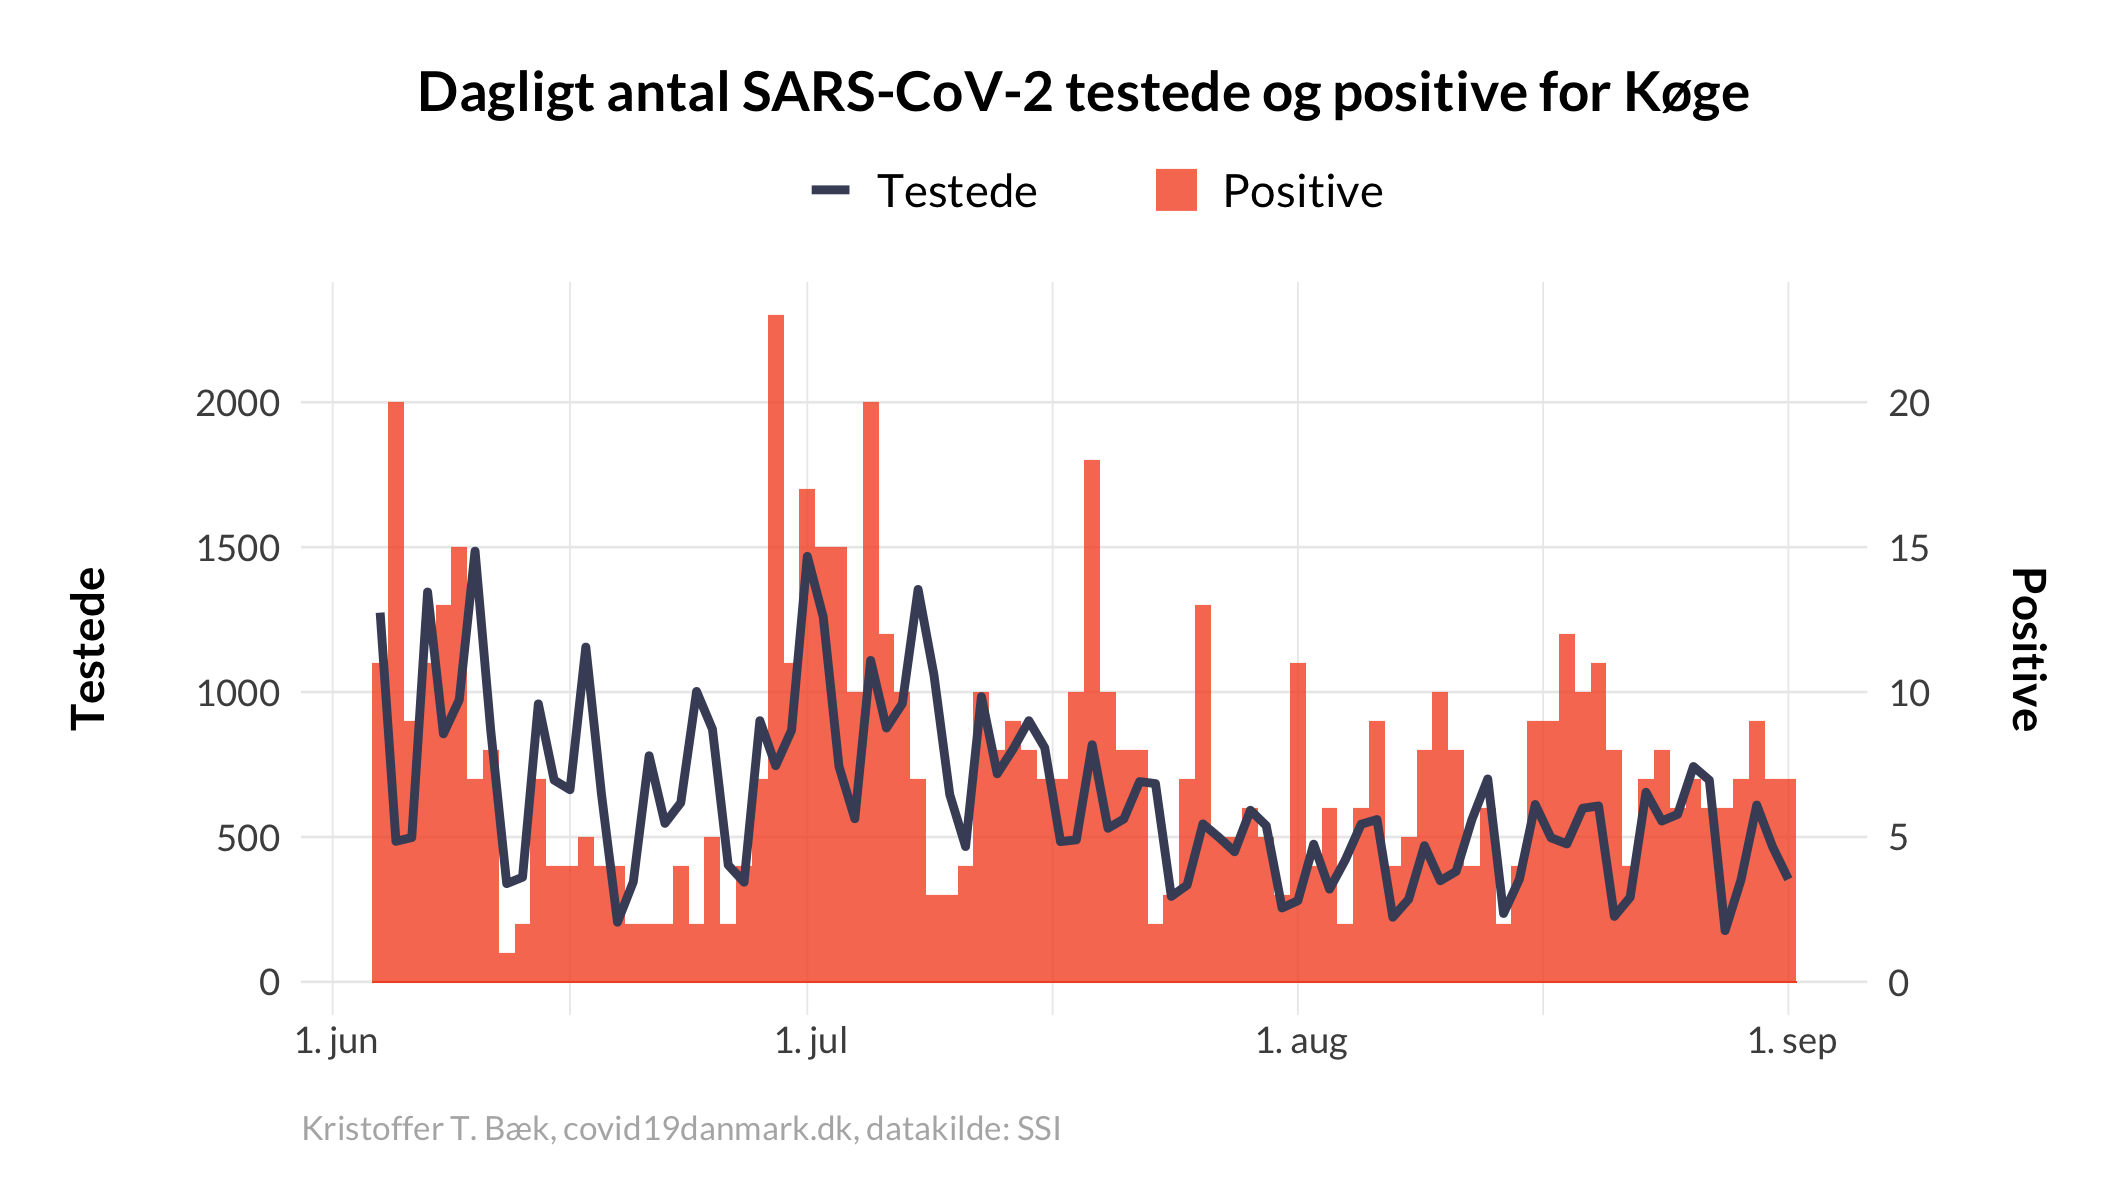 Dagligt antal SARS-CoV-2 testede og positive for Køge
Testede
Positive
2000
1500
1000
500
0
20
15
10
5
0
Testede
Positive
1. jun
1. jul
1. aug
1. sep
Kristoffer T. Bæk, covid19danmark.dk, datakilde: SSI